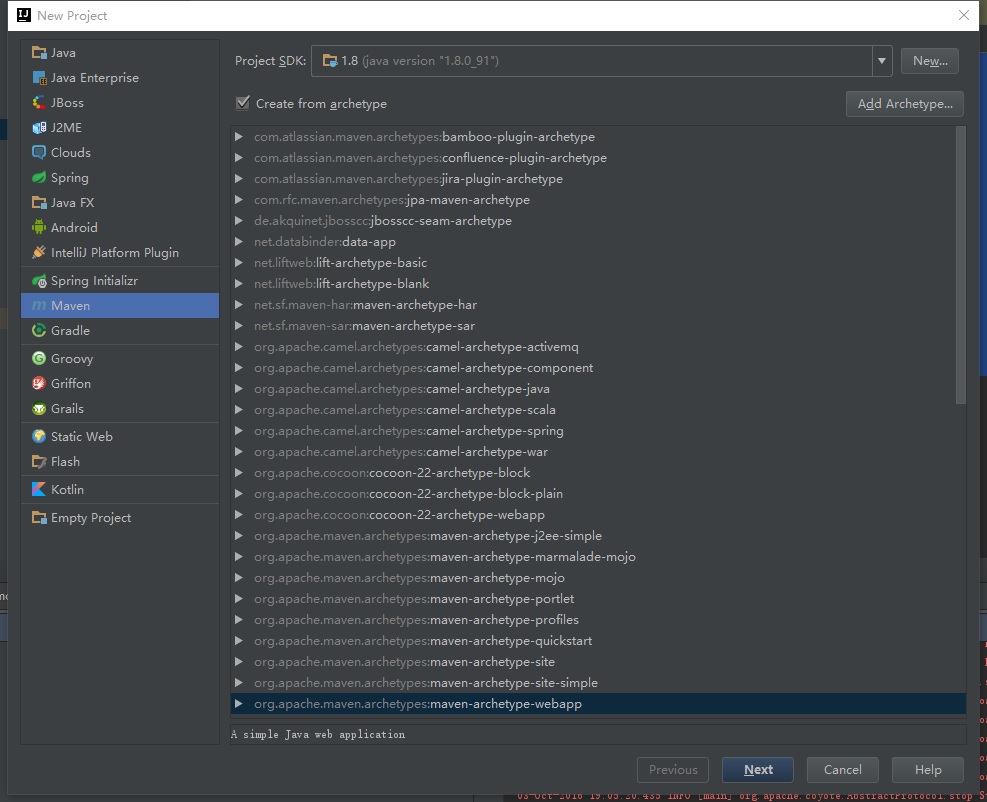 New Project
Java
Java Enterprise
JBoss
J2ME
Clouds
Spring
Java FX
Android
IntelliJ Platform Plugin
Spring Initializr
Maven
Gradle
Groovy
Griffon
Grails
Static Web
Flash
Kotlin
Empty Project
Project SDK: 1.8 (java version "1.8.0_91") New...
Create from archetype Add Archetype...
com.atlassian.maven.archetypes:bamboo-plugin-archetype
com.atlassian.maven.archetypes:confluence-plugin-archetype
com.atlassian.maven.archetypes:jira-plugin-archetype
com.rfc.maven.archetypes:jpa-maven-archetype
de.akquinet.jbosscc:jbosscc-seam-archetype
net.databinder:data-app
net.liftweb:lift-archetype-basic
net.liftweb:lift-archetype-blank
net.sf.maven-har:maven-archetype-har
net.sf.maven-sar:maven-archetype-sar
org.apache.camel.archetypes:camel-archetype-activemq
org.apache.camel.archetypes:camel-archetype-component
org.apache.camel.archetypes:camel-archetype-java
org.apache.camel.archetypes:camel-archetype-scala
org.apache.camel.archetypes:camel-archetype-spring
org.apache.camel.archetypes:camel-archetype-war
org.apache.cocoon:cocoon-22-archetype-block
org.apache.cocoon:cocoon-22-archetype-block-plain
org.apache.cocoon:cocoon-22-archetype-webapp
org.apache.maven.archetypes:maven-archetype-j2ee-simple
org.apache.maven.archetypes:maven-archetype-marmalade-mojo
org.apache.maven.archetypes:maven-archetype-mojo
org.apache.maven.archetypes:maven-archetype-portlet
org.apache.maven.archetypes:maven-archetype-profiles
org.apache.maven.archetypes:maven-archetype-quickstart
org.apache.maven.archetypes:maven-archetype-site
org.apache.maven.archetypes:maven-archetype-site-simple
org.apache.maven.archetypes:maven-archetype-webapp
A simple Java web application
Previous Next Cancel Help
03-Oct-2016 19:05:20.435 INFO [main] org.apache.coyote.AbstractProtocol.stop